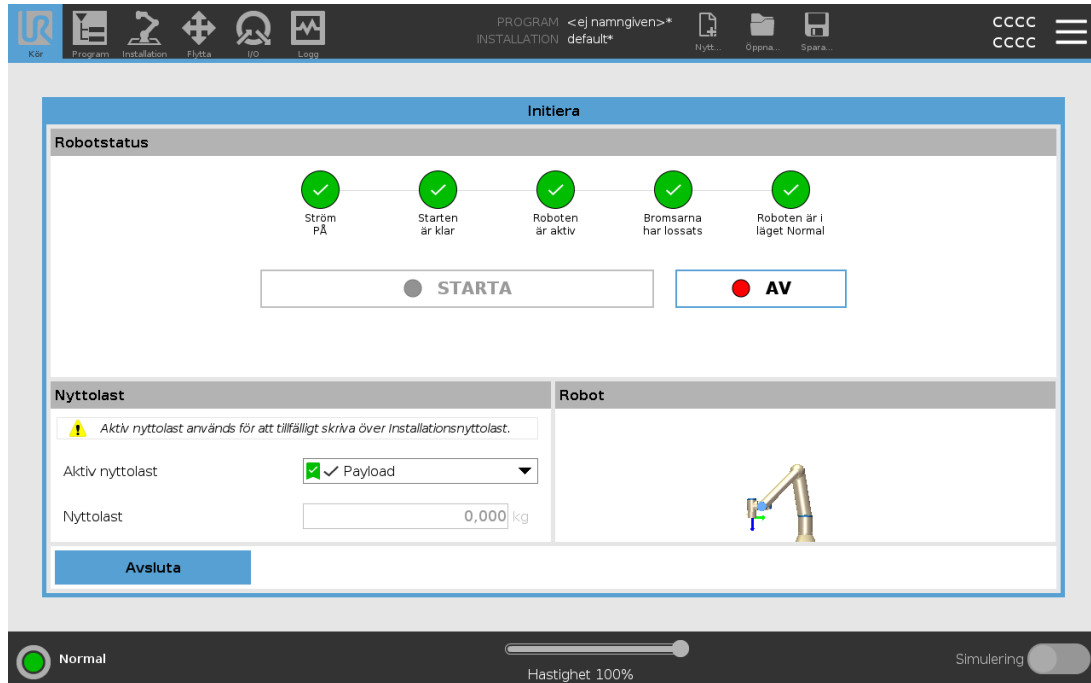 UR
PROGRAM <ej namngiven>*
INSTALLATION default*
CCCC
CCCC
Kör
Program
Installation
Flytta
I/O
Logg
Nytt...
Öppna...
Spara...
Initiera
Robotstatus
Ström
PÅ
Starten
är klar
Roboten
är aktiv
Bromsarna
har lossats
Roboten är i
läget Normal
STARTA
AV
Nyttolast
Robot
Aktiv nyttolast används för att tillfälligt skriva över Installationsnyttolast.
Aktiv nyttolast
Payload
Nyttolast
0,000 kg
Avsluta
Normal
Hastighet 100%
Simulering